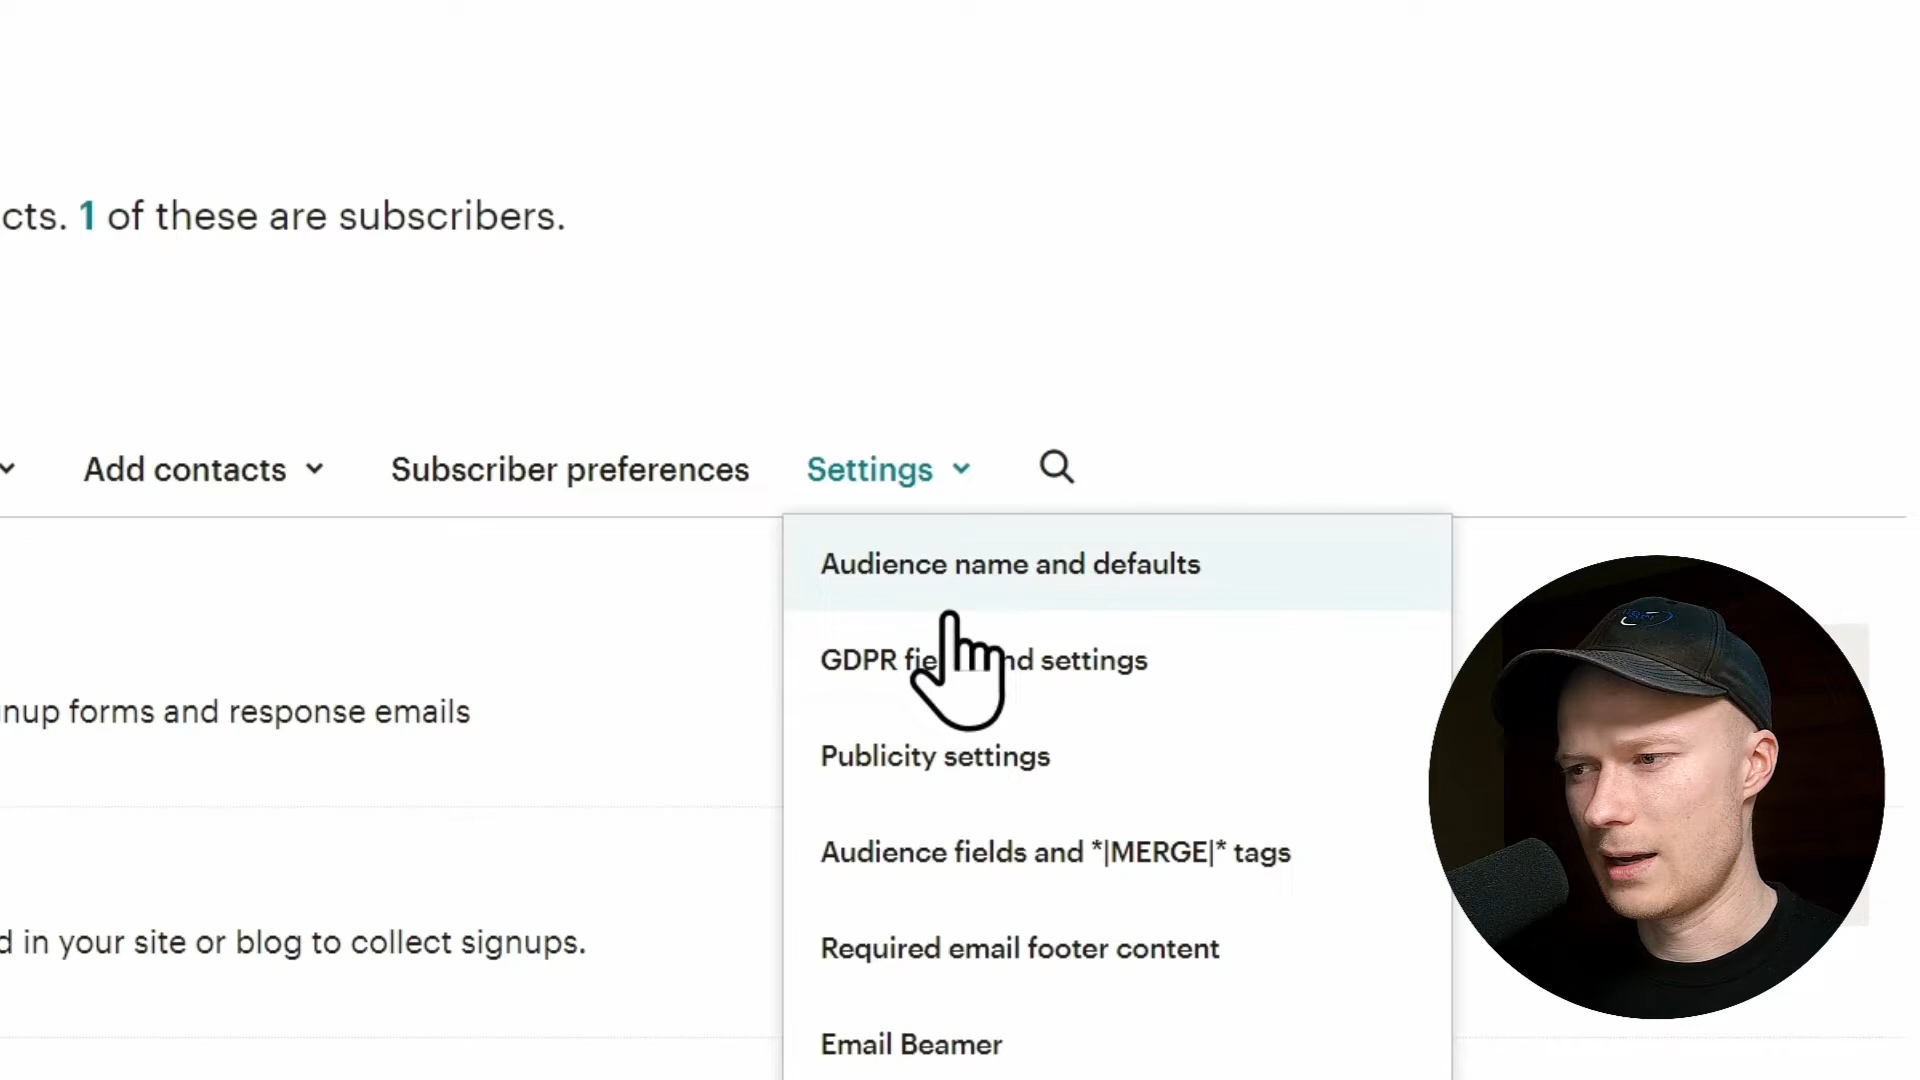 cts. 1 of these are subscribers.
Add contacts
Subscriber preferences
Settings
Audience name and defaults
GDPR fie nd settings
nup forms and response emails
Publicity settings
Audience fields and *|MERGE|* tags
d in your site or blog to collect signups.
Required email footer content
Email Beamer